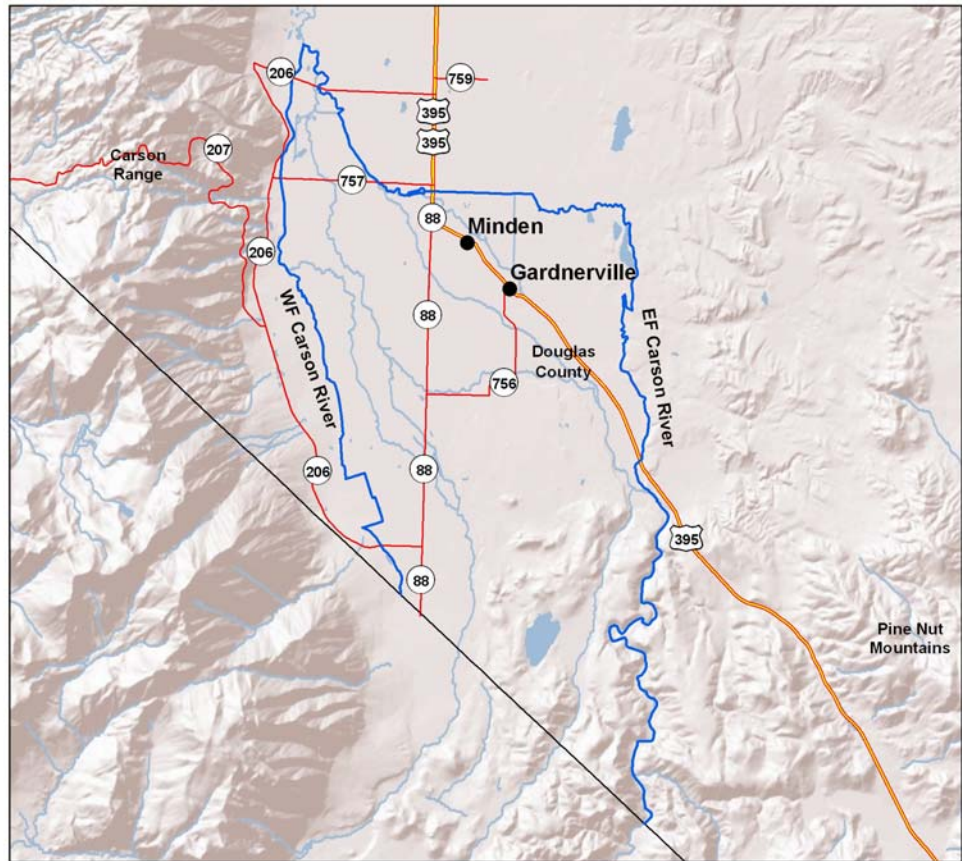 206
759
395
395
Carson
Range
207
757
88
Minden
206
Gardnerville
WF Carson River
88
EF Carson River
Douglas
County
756
206
88
395
88
Pine Nut
Mountains